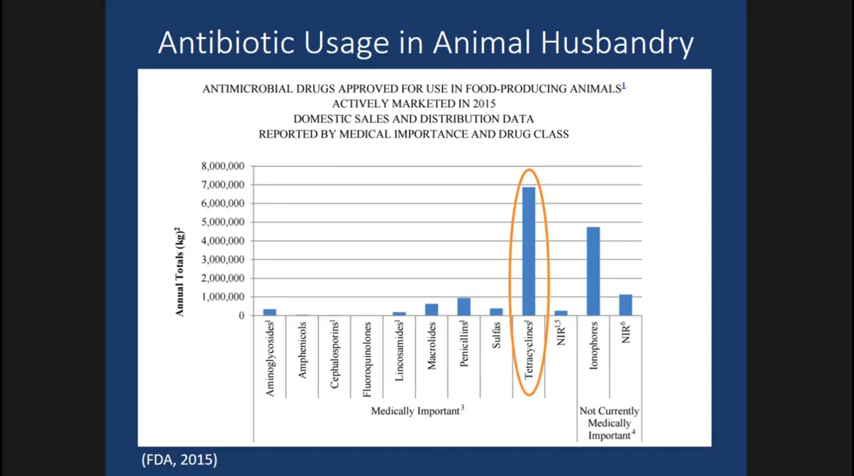 Antibiotic Usage in Animal Husbandry
ANTIMICROBIAL DRUGS APPROVED FOR USE IN FOOD-PRODUCING ANIMALS¹
ACTIVELY MARKETED IN 2015
DOMESTIC SALES AND DISTRIBUTION DATA
REPORTED BY MEDICAL IMPORTANCE AND DRUG CLASS
Annual Totals (kg)²
8,000,000
7,000,000
6,000,000
5,000,000
4,000,000
3,000,000
2,000,000
1,000,000
0
Aminoglycosides¹
Amphenicols
Cephalosporins¹
Fluoroquinolones
Lincosamides¹
Macrolides
Penicillins¹
Sulfas
Tetracyclines¹
NIR¹,⁵
Ionophores
NIR⁶
Medically Important³
Not Currently
Medically
Important⁴
(FDA, 2015)